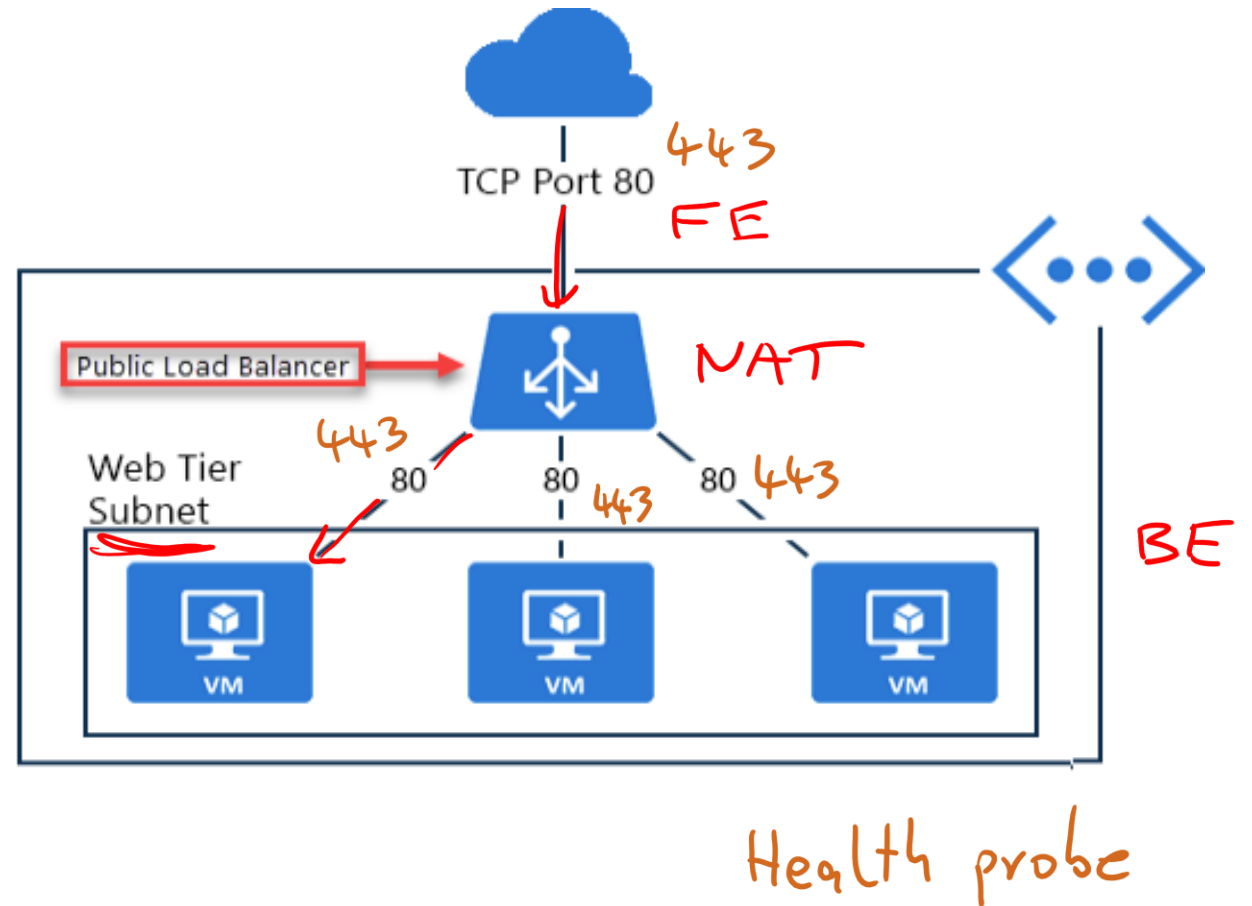 443
TCP Port 80
FE
Public Load Balancer
NAT
443
Web Tier
Subnet
80
80
443
80
443
BE
VM
VM
VM
Health probe